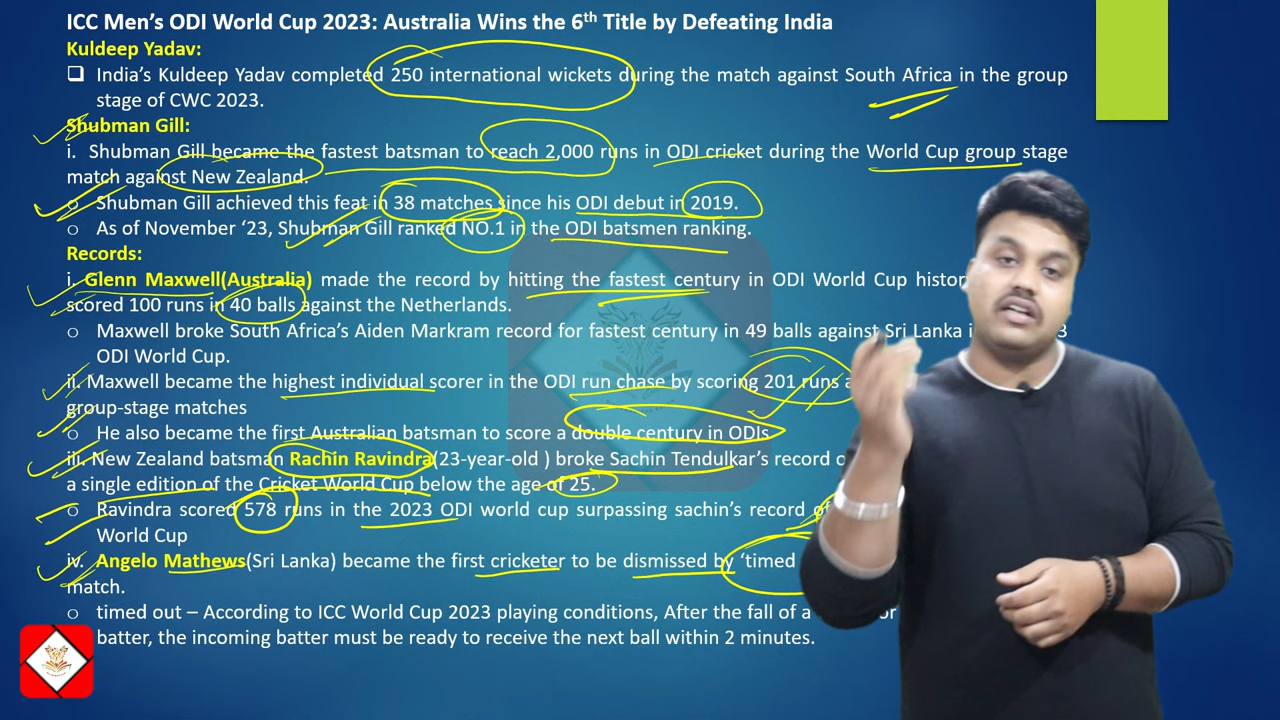 ICC Men's ODI World Cup 2023: Australia Wins the 6th Title by Defeating India
Kuldeep Yadav:
❑ India's Kuldeep Yadav completed 250 international wickets during the match against South Africa in the group
stage of CWC 2023.
Shubman Gill:
i. Shubman Gill became the fastest batsman to reach 2,000 runs in ODI cricket during the World Cup group stage
match against New Zealand.
o Shubman Gill achieved this feat in 38 matches since his ODI debut in 2019.
o As of November '23, Shubman Gill ranked NO.1 in the ODI batsmen ranking.
Records:
i. Glenn Maxwell(Australia) made the record by hitting the fastest century in ODI World Cup
scored 100 runs in 40 balls against the Netherlands.
o Maxwell broke South Africa's Aiden Markram record for fastest century in 49 balls against Sri Lanka
ODI World Cup.
ii. Maxwell became the highest individual scorer in the ODI run chase by scoring 201 runs
group-stage matches
o He also became the first Australian batsman to score a double century in ODIs
iii. New Zealand batsman Rachin Ravindra(23-year-old ) broke Sachin Tendulkar's record
a single edition of the Cricket World Cup below the age of 25.
o Ravindra scored 578 runs in the 2023 ODI world cup surpassing sachin's record of
World Cup
iv. Angelo Mathews(Sri Lanka) became the first cricketer to be dismissed by 'timed
match.
o timed out – According to ICC World Cup 2023 playing conditions, After the fall of a
batter, the incoming batter must be ready to receive the next ball within 2 minutes.